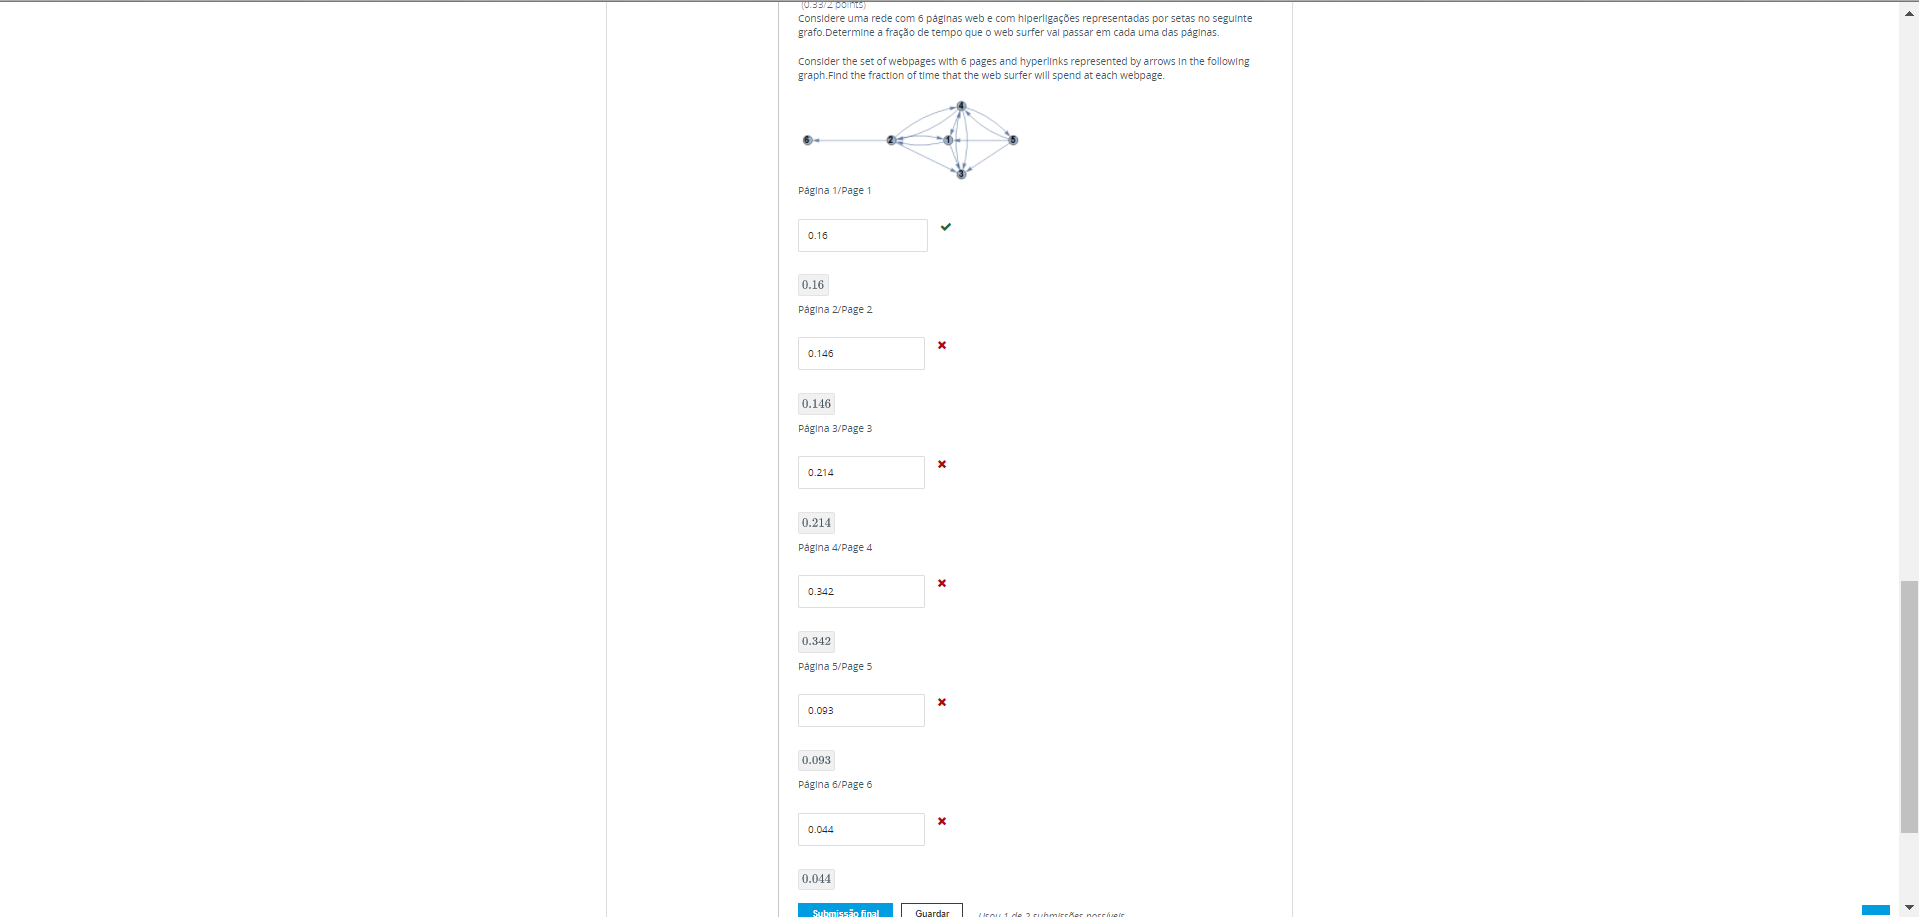 (0.33/2 points)
Considere uma rede com 6 páginas web e com hiperligações representadas por setas no seguinte
grafo.Determine a fração de tempo que o web surfer vai passar em cada uma das páginas.
Consider the set of webpages with 6 pages and hyperlinks represented by arrows in the following
graph.Find the fraction of time that the web surfer will spend at each webpage.
4
6 2 1 5
3
Página 1/Page 1
0.16
0.16
Página 2/Page 2
0.146
0.146
Página 3/Page 3
0.214
0.214
Página 4/Page 4
0.342
0.342
Página 5/Page 5
0.093
0.093
Página 6/Page 6
0.044
0.044
Submissão final Guardar Usou 1 de 2 submissões possíveis